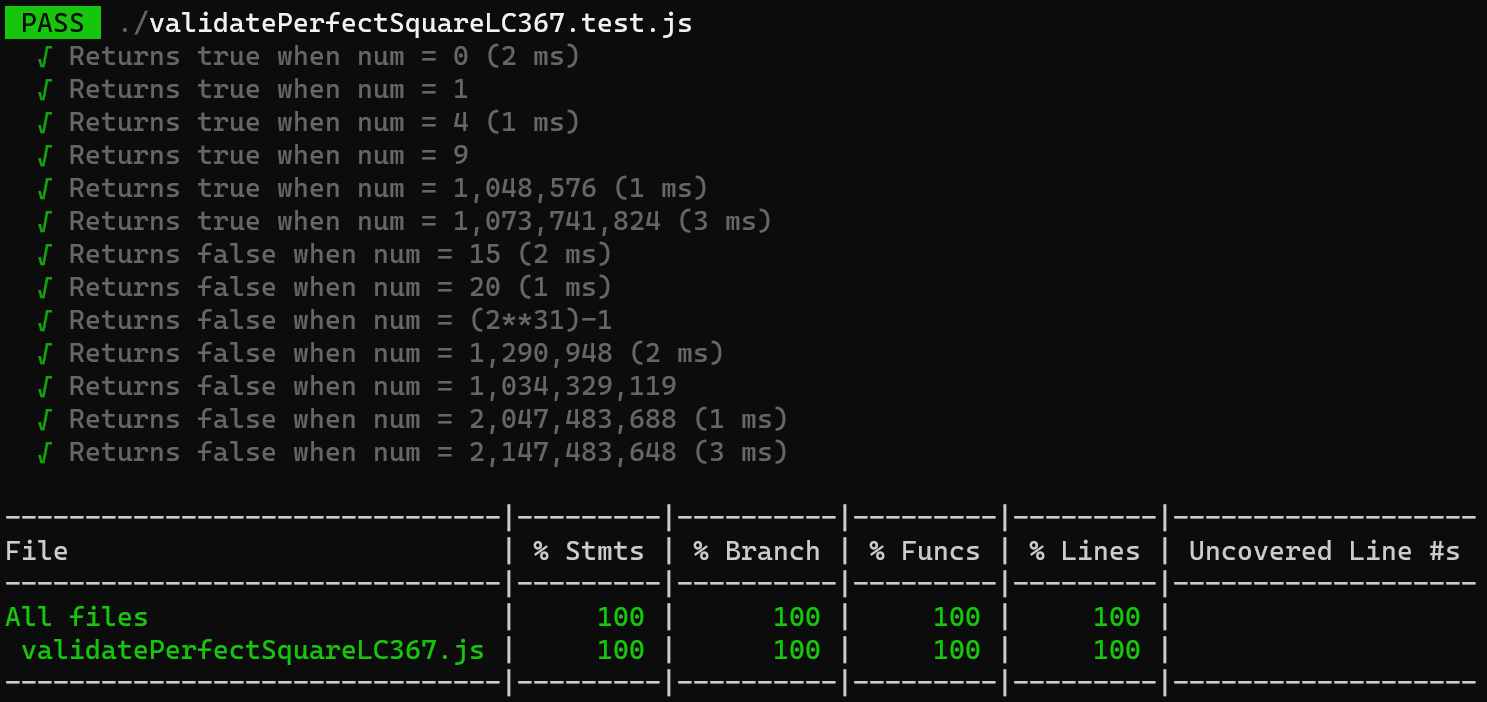 PASS ./validatePerfectSquareLC367.test.js
√ Returns true when num = 0 (2 ms)
√ Returns true when num = 1
√ Returns true when num = 4 (1 ms)
√ Returns true when num = 9
√ Returns true when num = 1,048,576 (1 ms)
√ Returns true when num = 1,073,741,824 (3 ms)
√ Returns false when num = 15 (2 ms)
√ Returns false when num = 20 (1 ms)
√ Returns false when num = (2**31)-1
√ Returns false when num = 1,290,948 (2 ms)
√ Returns false when num = 1,034,329,119
√ Returns false when num = 2,047,483,688 (1 ms)
√ Returns false when num = 2,147,483,648 (3 ms)
-------------------------------|---------|----------|---------|---------|-------------------
File                           | % Stmts | % Branch | % Funcs | % Lines | Uncovered Line #s
-------------------------------|---------|----------|---------|---------|-------------------
All files                      |     100 |      100 |     100 |     100 |
 validatePerfectSquareLC367.js |     100 |      100 |     100 |     100 |
-------------------------------|---------|----------|---------|---------|-------------------